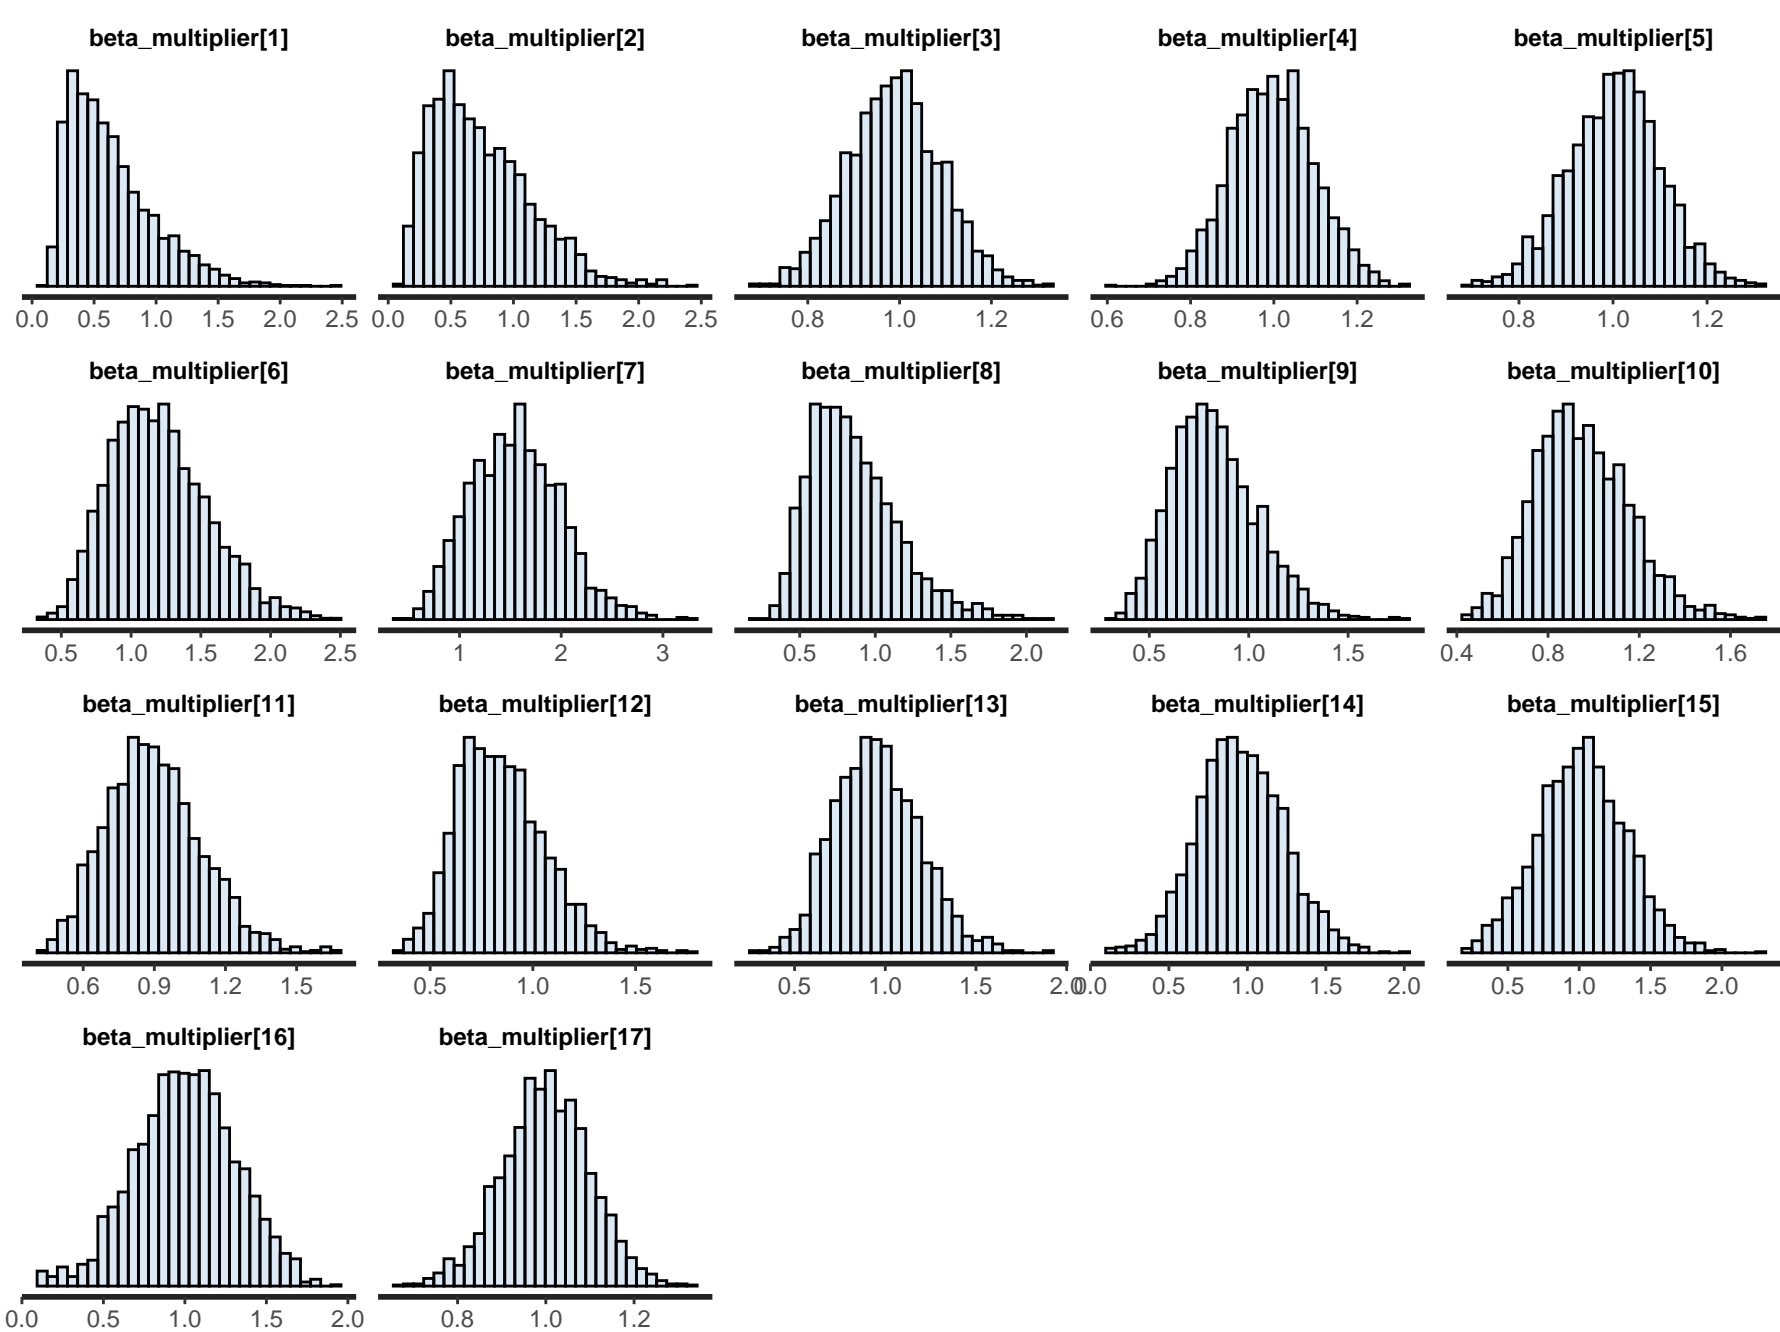 beta_multiplier[1] beta_multiplier[2] beta_multiplier[3] beta_multiplier[4] beta_multiplier[5]
0.0 0.5 1.0 1.5 2.0 2.5 0.0 0.5 1.0 1.5 2.0 2.5 0.8 1.0 1.2 0.6 0.8 1.0 1.2 0.8 1.0 1.2
beta_multiplier[6] beta_multiplier[7] beta_multiplier[8] beta_multiplier[9] beta_multiplier[10]
0.5 1.0 1.5 2.0 2.5 1 2 3 0.5 1.0 1.5 2.0 0.5 1.0 1.5 0.4 0.8 1.2 1.6
beta_multiplier[11] beta_multiplier[12] beta_multiplier[13] beta_multiplier[14] beta_multiplier[15]
0.6 0.9 1.2 1.5 0.5 1.0 1.5 0.5 1.0 1.5 2.0 0.0 0.5 1.0 1.5 2.0 0.5 1.0 1.5 2.0
beta_multiplier[16] beta_multiplier[17]
0.0 0.5 1.0 1.5 2.0 0.8 1.0 1.2